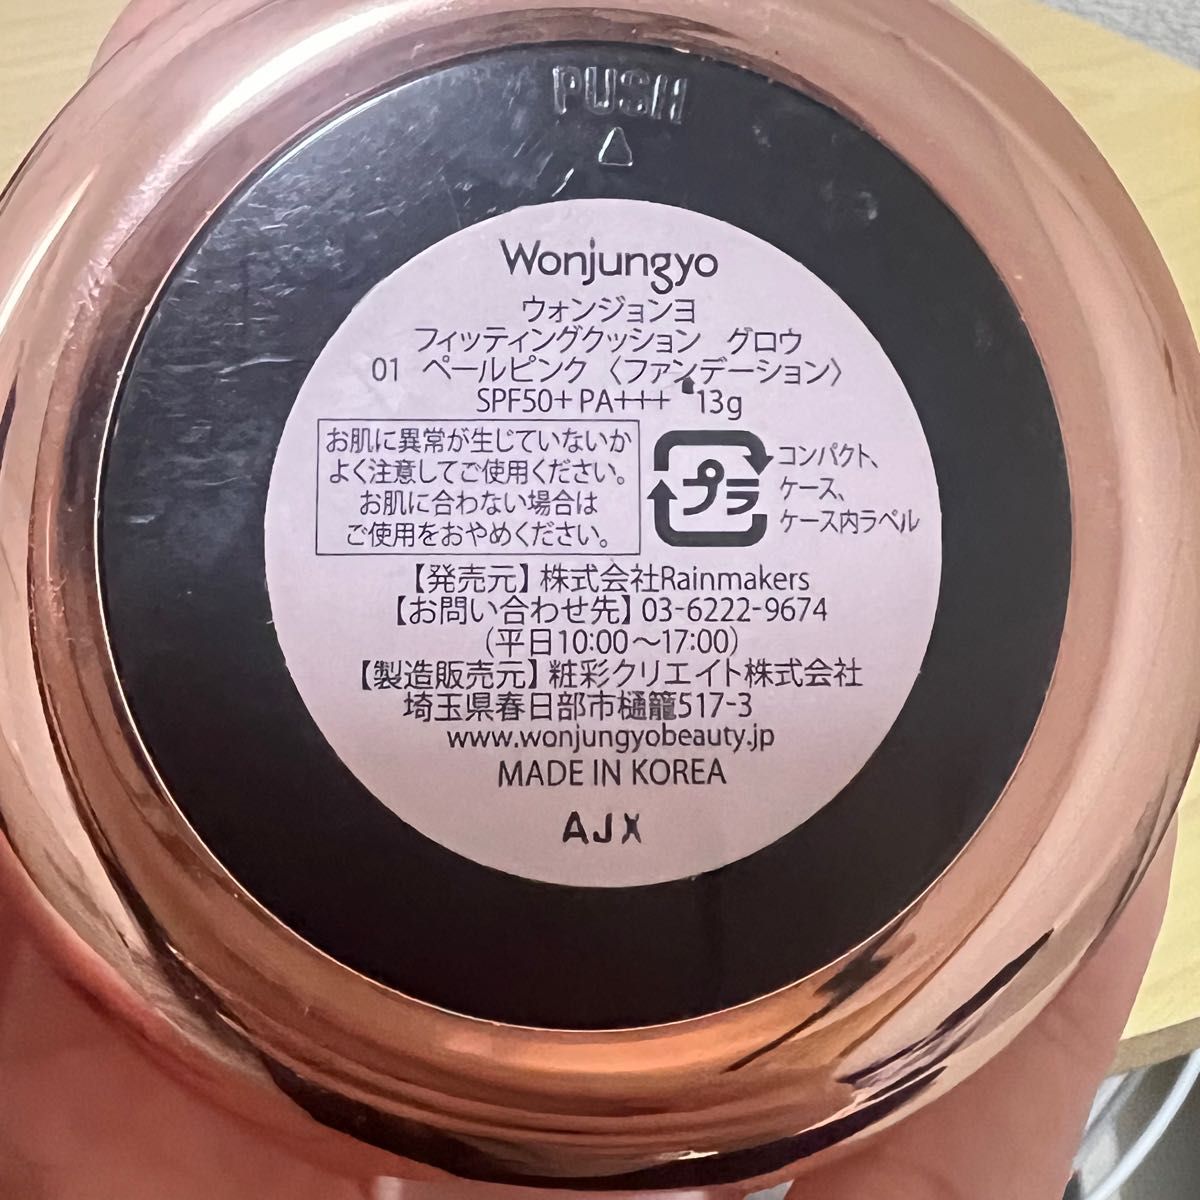 PUSH
Wonjungyo
ウォンジョンヨ
フィッティングクッション グロウ
01 ペールピンク 〈ファンデーション〉
SPF50+ PA+++ 13g
お肌に異常が生じていないか
よく注意してご使用ください。
お肌に合わない場合は
ご使用をおやめください。
プラ
コンパクト、
ケース、
ケース内ラベル
【発売元】株式会社Rainmakers
【お問い合わせ先】03-6222-9674
(平日10:00〜17:00)
【製造販売元】粧彩クリエイト株式会社
埼玉県春日部市樋籠517-3
www.wonjungyobeauty.jp
MADE IN KOREA
AJX